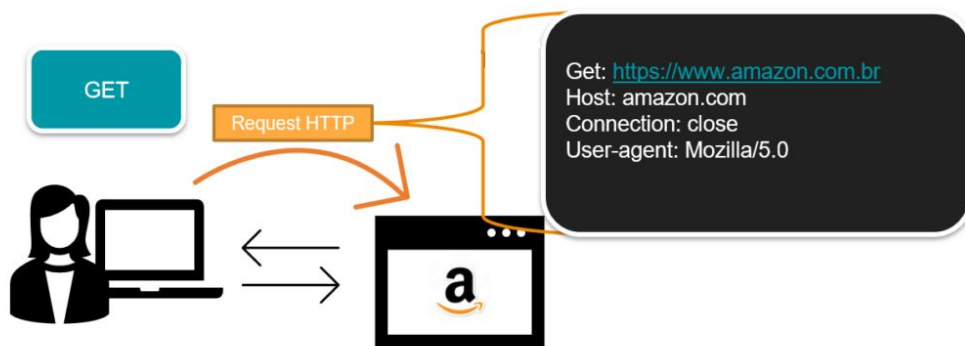 GET
Request HTTP
Get: https://www.amazon.com.br
Host: amazon.com
Connection: close
User-agent: Mozilla/5.0
a